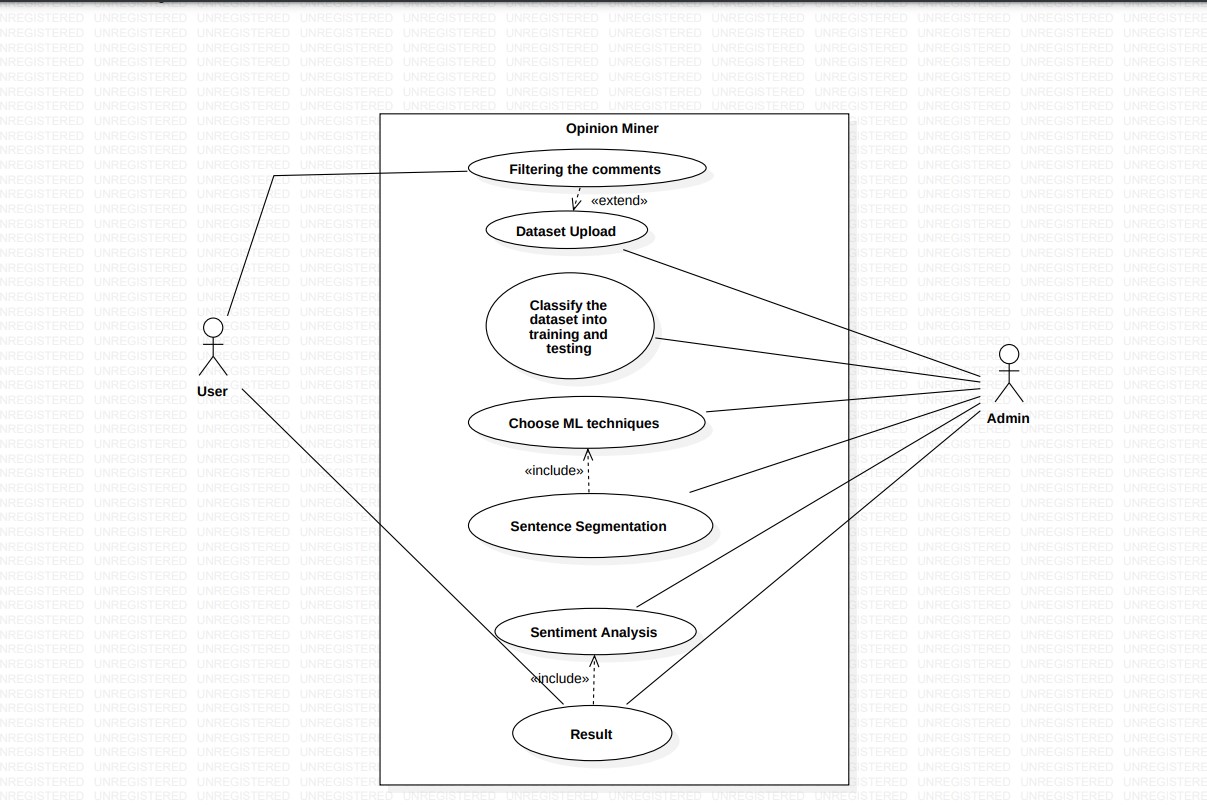 Opinion Miner
Filtering the comments
«extend»
Dataset Upload
Classify the
dataset into
training and
testing
User
Admin
Choose ML techniques
«include»
Sentence Segmentation
Sentiment Analysis
«include»
Result
UNREGISTERED